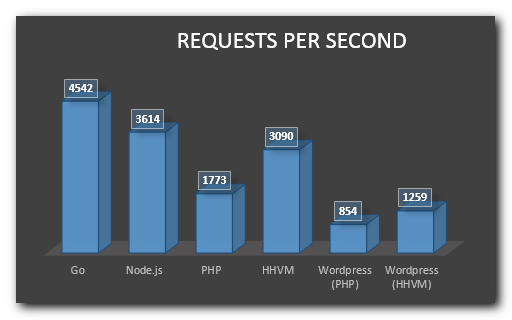 REQUESTS PER SECOND
4542
3614
1773
3090
854
1259
Go
Node.js
PHP
HHVM
Wordpress
(PHP)
Wordpress
(HHVM)